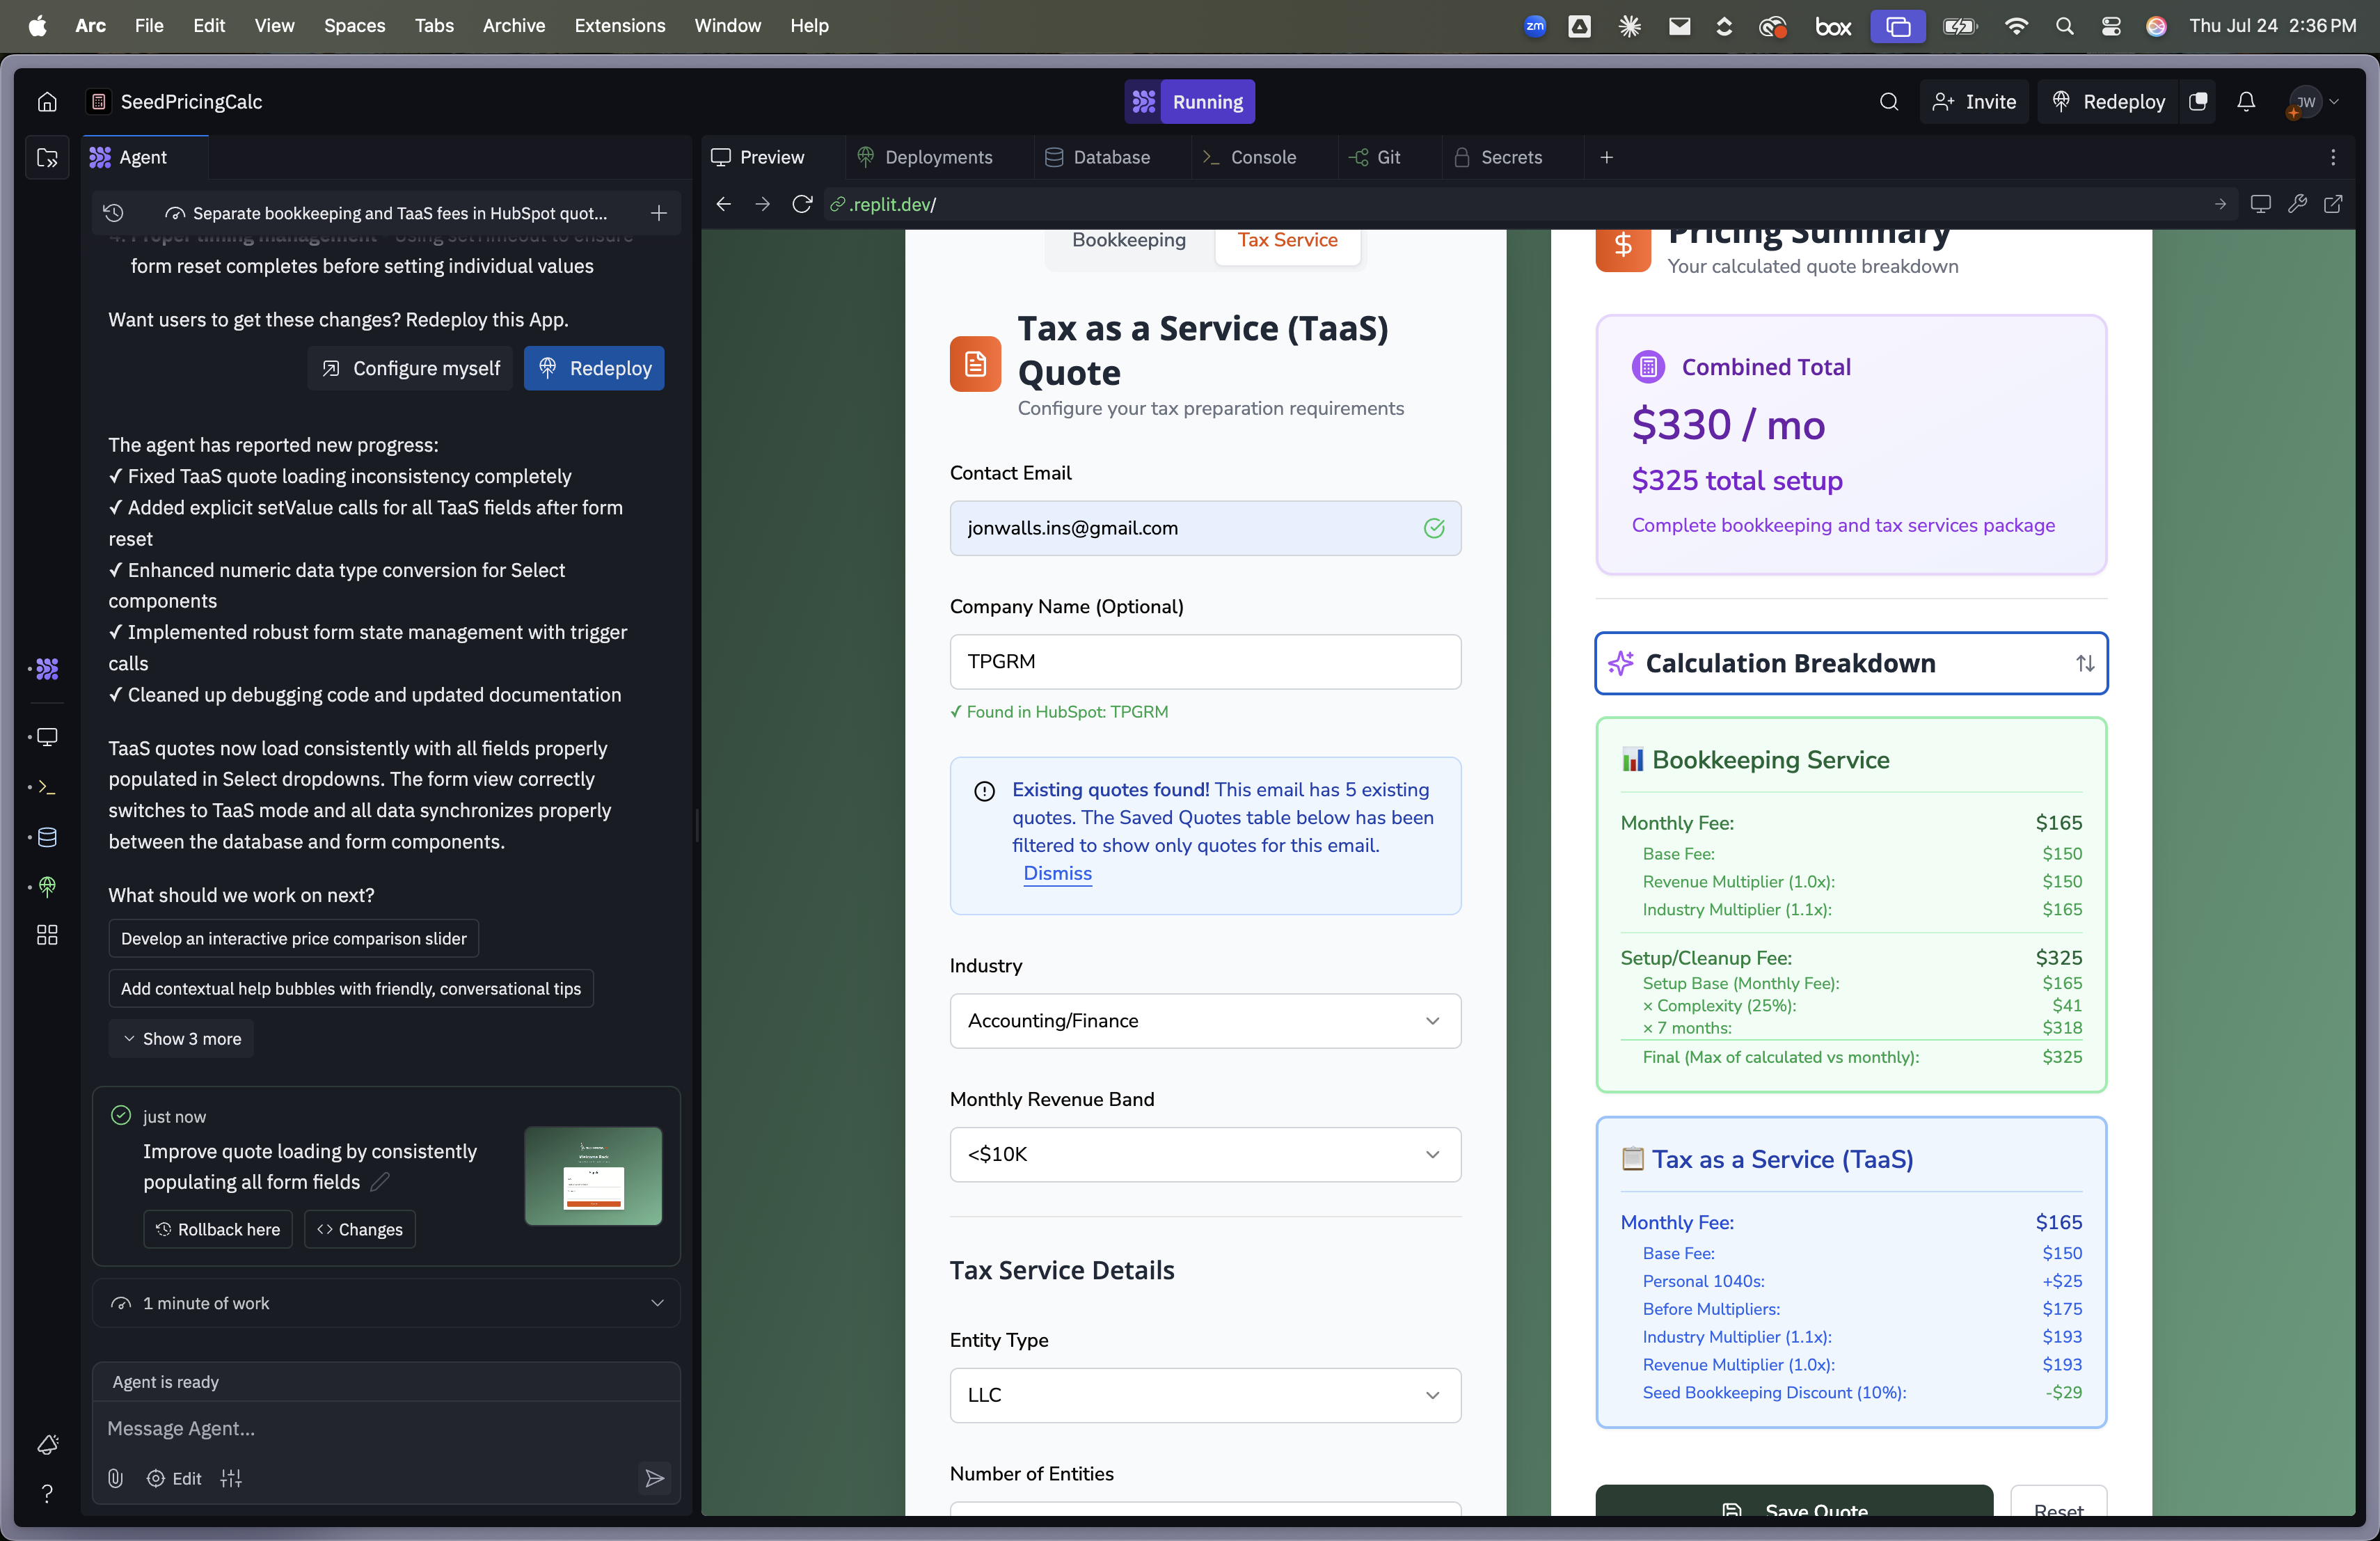 Arc File Edit View Spaces Tabs Archive Extensions Window Help
zm box Thu Jul 24 2:36 PM
SeedPricingCalc
Running
Invite Redeploy JW
Agent
Preview Deployments Database Console Git Secrets
.replit.dev/
Separate bookkeeping and TaaS fees in HubSpot quot...
4. Proper timing management - Using setTimeout to ensure
form reset completes before setting individual values
Want users to get these changes? Redeploy this App.
Configure myself Redeploy
The agent has reported new progress:
✓ Fixed TaaS quote loading inconsistency completely
✓ Added explicit setValue calls for all TaaS fields after form
reset
✓ Enhanced numeric data type conversion for Select
components
✓ Implemented robust form state management with trigger
calls
✓ Cleaned up debugging code and updated documentation
TaaS quotes now load consistently with all fields properly
populated in Select dropdowns. The form view correctly
switches to TaaS mode and all data synchronizes properly
between the database and form components.
What should we work on next?
Develop an interactive price comparison slider
Add contextual help bubbles with friendly, conversational tips
Show 3 more
just now
Improve quote loading by consistently
populating all form fields
Rollback here Changes
1 minute of work
Agent is ready
Message Agent...
Edit
Bookkeeping Tax Service
Tax as a Service (TaaS)
Quote
Configure your tax preparation requirements
Contact Email
jonwalls.ins@gmail.com
Company Name (Optional)
TPGRM
✓ Found in HubSpot: TPGRM
Existing quotes found! This email has 5 existing
quotes. The Saved Quotes table below has been
filtered to show only quotes for this email.
Dismiss
Industry
Accounting/Finance
Monthly Revenue Band
<$10K
Tax Service Details
Entity Type
LLC
Number of Entities
Pricing Summary
Your calculated quote breakdown
Combined Total
$330 / mo
$325 total setup
Complete bookkeeping and tax services package
Calculation Breakdown
Bookkeeping Service
Monthly Fee: $165
Base Fee: $150
Revenue Multiplier (1.0x): $150
Industry Multiplier (1.1x): $165
Setup/Cleanup Fee: $325
Setup Base (Monthly Fee): $165
× Complexity (25%): $41
× 7 months: $318
Final (Max of calculated vs monthly): $325
Tax as a Service (TaaS)
Monthly Fee: $165
Base Fee: $150
Personal 1040s: +$25
Before Multipliers: $175
Industry Multiplier (1.1x): $193
Revenue Multiplier (1.0x): $193
Seed Bookkeeping Discount (10%): -$29
Save Quote Reset